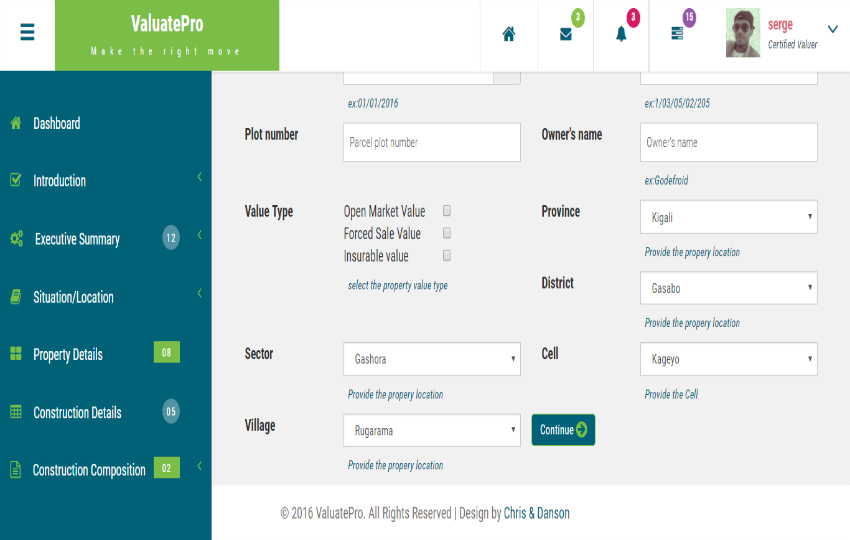 ValuatePro
Make the right move
3
3
15
serge
Certified Valuer
Dashboard
Introduction
Executive Summary 12
Situation/Location
Property Details 08
Construction Details 05
Construction Composition 02
ex:01/01/2016
ex:1/03/05/02/205
Plot number
Parcel plot number
Owner's name
Owner's name
ex:Godefroid
Value Type
Open Market Value
Forced Sale Value
Insurable value
select the property value type
Province
Kigali
Provide the propery location
District
Gasabo
Provide the propery location
Sector
Gashora
Provide the propery location
Cell
Kageyo
Provide the Cell
Village
Rugarama
Provide the propery location
Continue
© 2016 ValuatePro. All Rights Reserved | Design by Chris & Danson